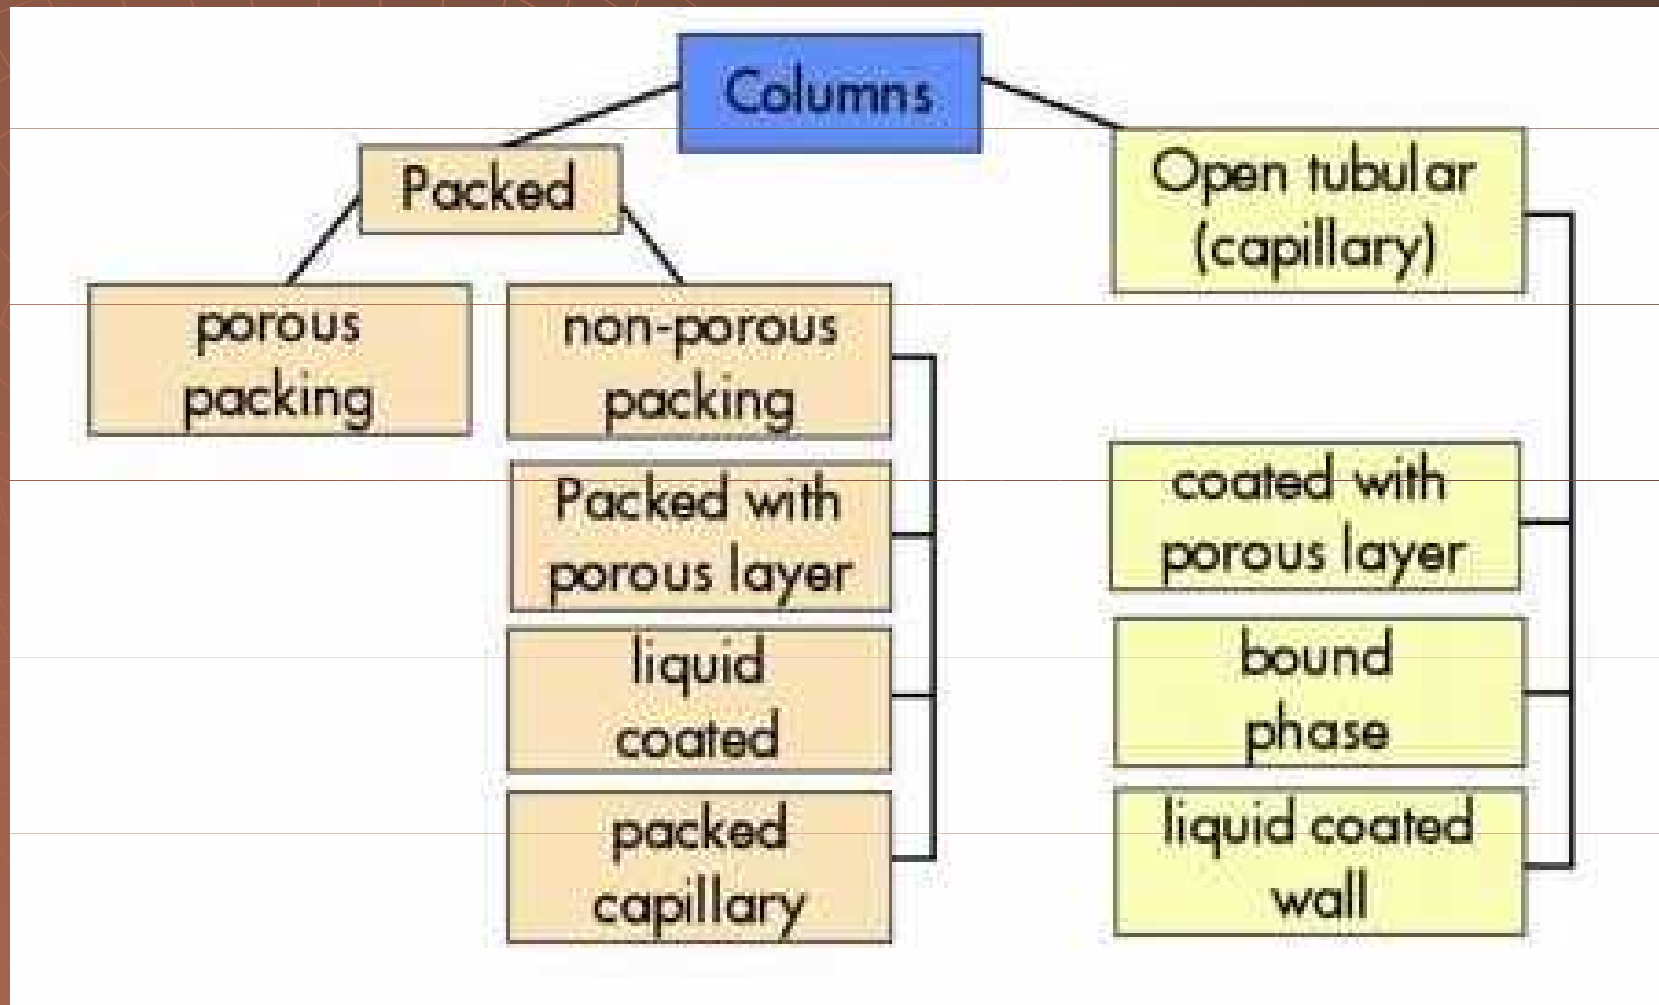 Columns
Packed
Open tubular
(capillary)
porous
packing
non-porous
packing
Packed with
porous layer
liquid
coated
packed
capillary
coated with
porous layer
bound
phase
liquid coated
wall